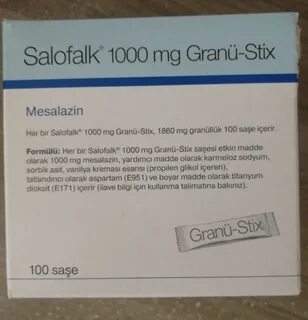 Salofalk® 1000 mg Granü-Stix
Mesalazin
Her bir Salofalk® 1000 mg Granü-Stix, 1860 mg granüllük 100 saşe içerir.
Formülü: Her bir Salofalk® 1000 mg Granü-Stix saşesi etkin madde
olarak 1000 mg mesalazin, yardımcı madde olarak karmeloz sodyum,
sorbik asit, vanilya kreması esansı (propilen glikol içeren),
tatlandırıcı olarak aspartam (E951) ve boyar madde olarak titanyum
dioksit (E171) içerir (ilave bilgi için kullanma talimatına bakınız).
Granü-Stix
100 saşe